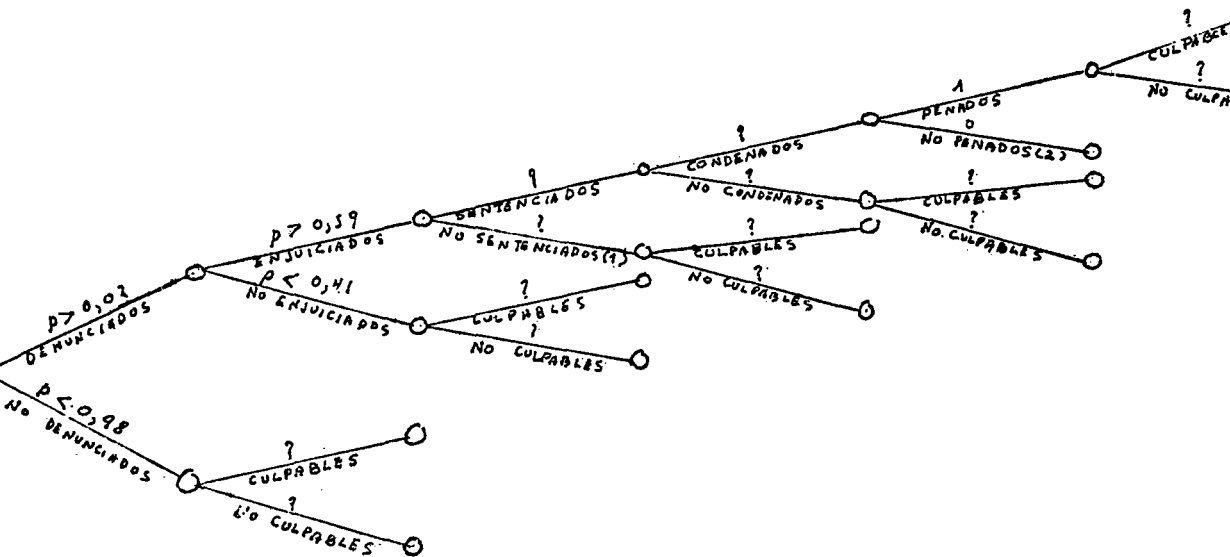 ?
CULPABLE
?
NO CULPA
1
PENADOS
0
NO PENADOS(2)
?
CONDENADOS
?
NO CONDENADOS
?
CULPABLES
?
NO. CULPABLES
?
SENTENCIADOS
?
NO SENTENCIADOS(1)
?
CULPABLES
?
NO CULPABLES
p > 0,59
ENJUICIADOS
p < 0,41
NO ENJUICIADOS
?
CULPABLES
?
NO CULPABLES
p > 0,02
DENUNCIADOS
p < 0,98
NO DENUNCIADOS
?
CULPABLES
?
NO CULPABLES